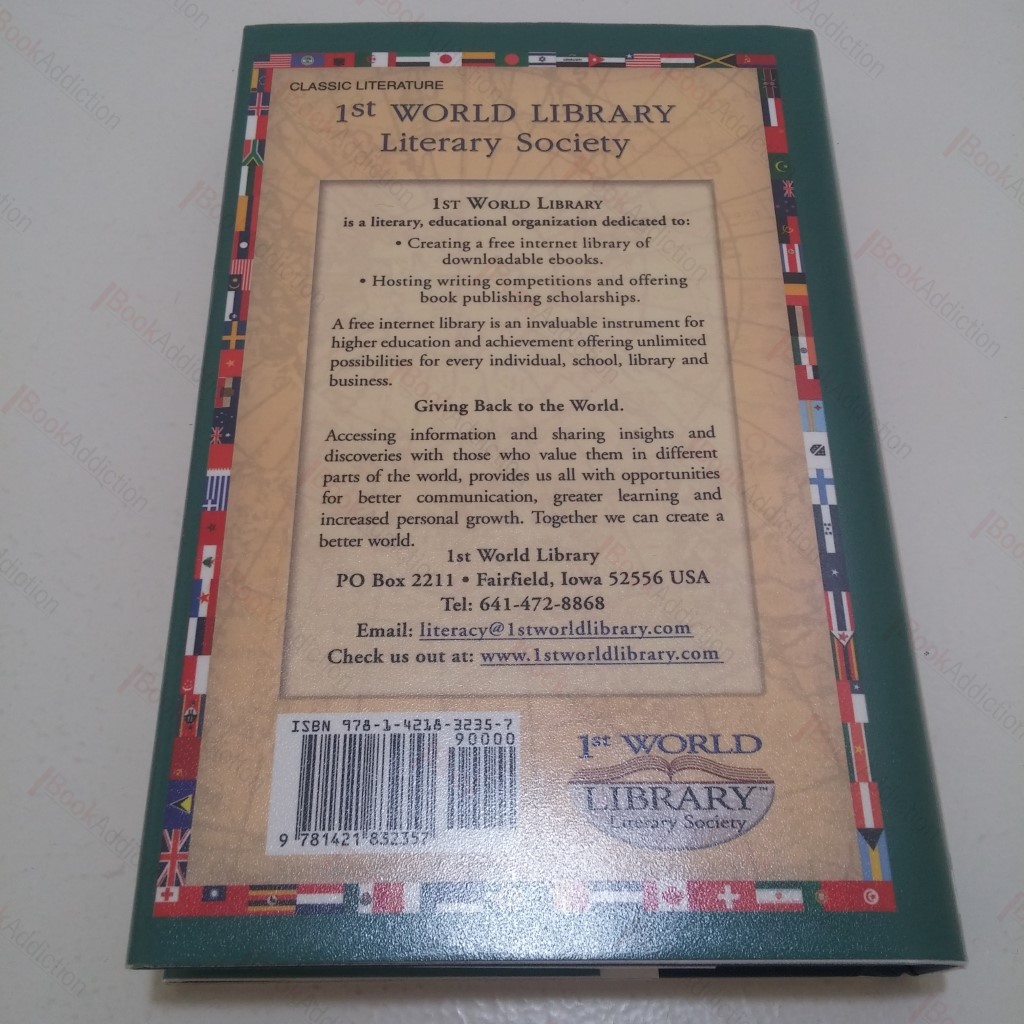 CLASSIC LITERATURE
1st WORLD LIBRARY
Literary Society
1ST WORLD LIBRARY
is a literary, educational organization dedicated to:
• Creating a free internet library of
downloadable ebooks.
• Hosting writing competitions and offering
book publishing scholarships.
A free internet library is an invaluable instrument for
higher education and achievement offering unlimited
possibilities for every individual, school, library and
business.
Giving Back to the World.
Accessing information and sharing insights and
discoveries with those who value them in different
parts of the world, provides us all with opportunities
for better communication, greater learning and
increased personal growth. Together we can create a
better world.
1st World Library
PO Box 2211 • Fairfield, Iowa 52556 USA
Tel: 641-472-8868
Email: literacy@1stworldlibrary.com
Check us out at: www.1stworldlibrary.com
ISBN 978-1-4218-3235-7
90000
9 781421 832357
1st WORLD
LIBRARY™
Literary Society
BookAddiction